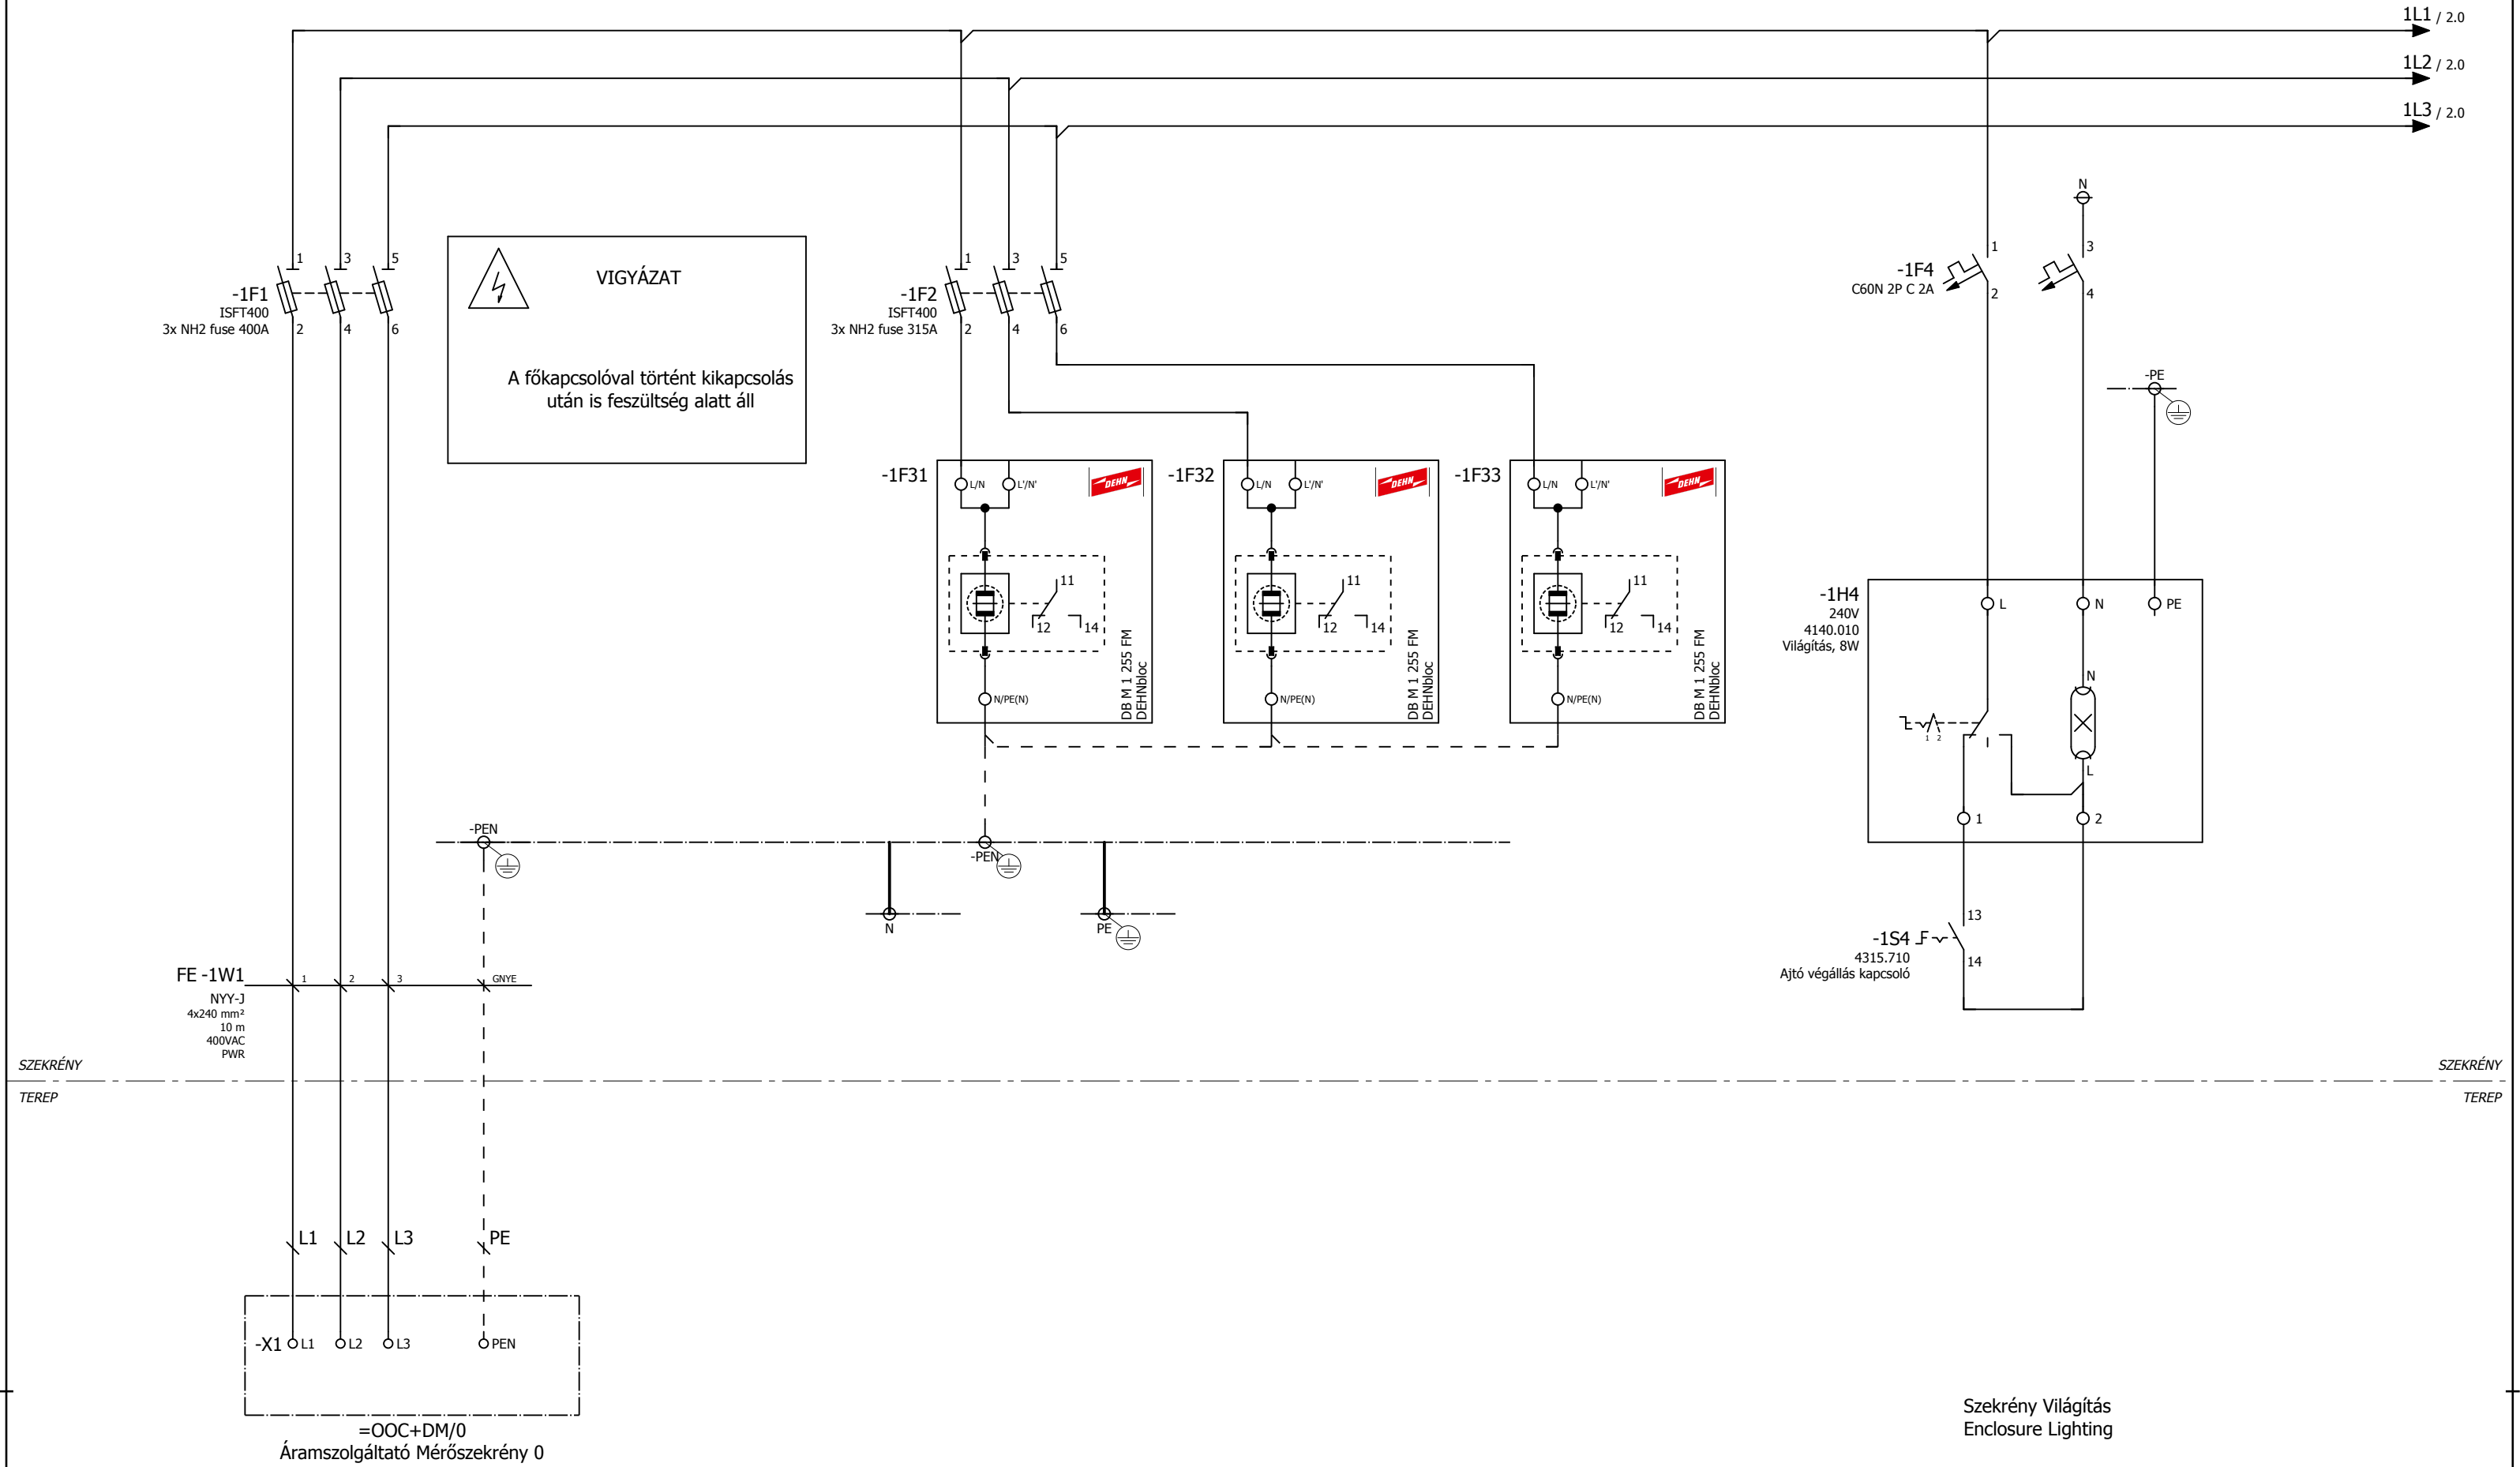 1L1 / 2.0
1L2 / 2.0
1L3 / 2.0
-1F1
ISFT400
3x NH2 fuse 400A
1 3 5
2 4 6
VIGYÁZAT
A főkapcsolóval történt kikapcsolás
után is feszültség alatt áll
-1F2
ISFT400
3x NH2 fuse 315A
1 3 5
2 4 6
N
-1F4
C60N 2P C 2A
1 3
2 4
-PE
-1F31
L/N L'/N'
DEHN
11
12 14
N/PE(N)
DB M 1 255 FM
DEHNbloc
-1F32
L/N L'/N'
DEHN
11
12 14
N/PE(N)
DB M 1 255 FM
DEHNbloc
-1F33
L/N L'/N'
DEHN
11
12 14
N/PE(N)
DB M 1 255 FM
DEHNbloc
-1H4
240V
4140.010
Világítás, 8W
L N PE
N
1 2
I
L
1 2
-PEN
-PEN
N
PE
13
-1S4
4315.710
Ajtó végállás kapcsoló
14
FE -1W1
NYY-J
4x240 mm²
10 m
400VAC
PWR
1 2 3 GNYE
SZEKRÉNY SZEKRÉNY
TEREP TEREP
L1 L2 L3 PE
-X1 L1 L2 L3 PEN
=OOC+DM/0
Áramszolgáltató Mérőszekrény 0
Szekrény Világítás
Enclosure Lighting